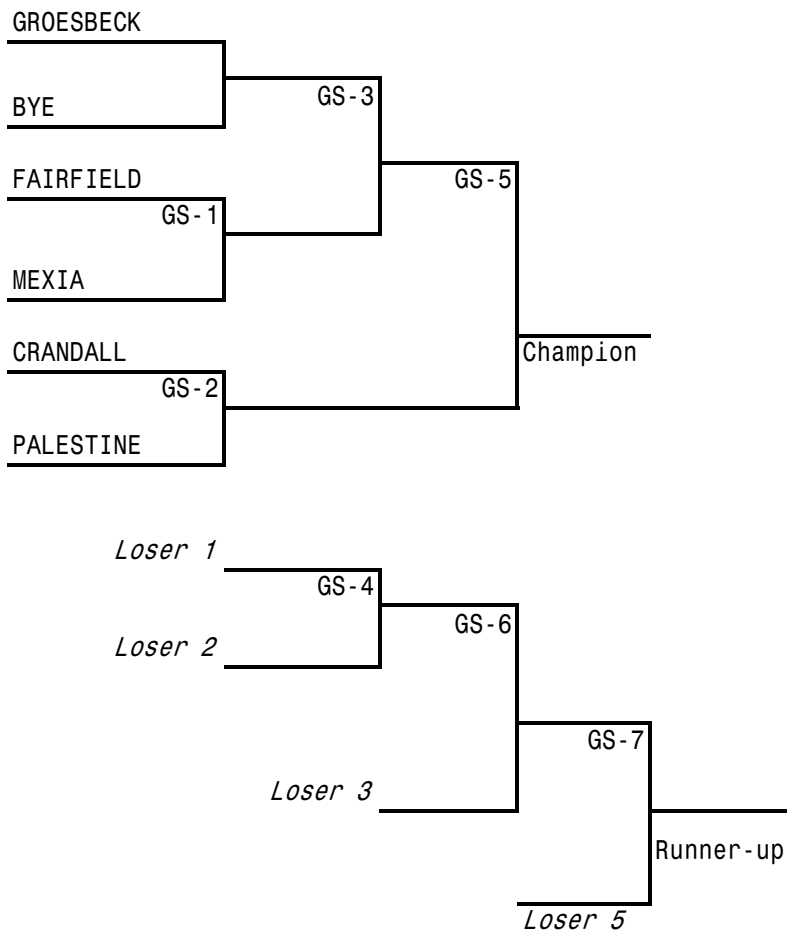 GROESBECK
GS-3
BYE
FAIRFIELD
GS-5
GS-1
MEXIA
CRANDALL
Champion
GS-2
PALESTINE
Loser 1
GS-4
GS-6
Loser 2
GS-7
Loser 3
Runner-up
Loser 5